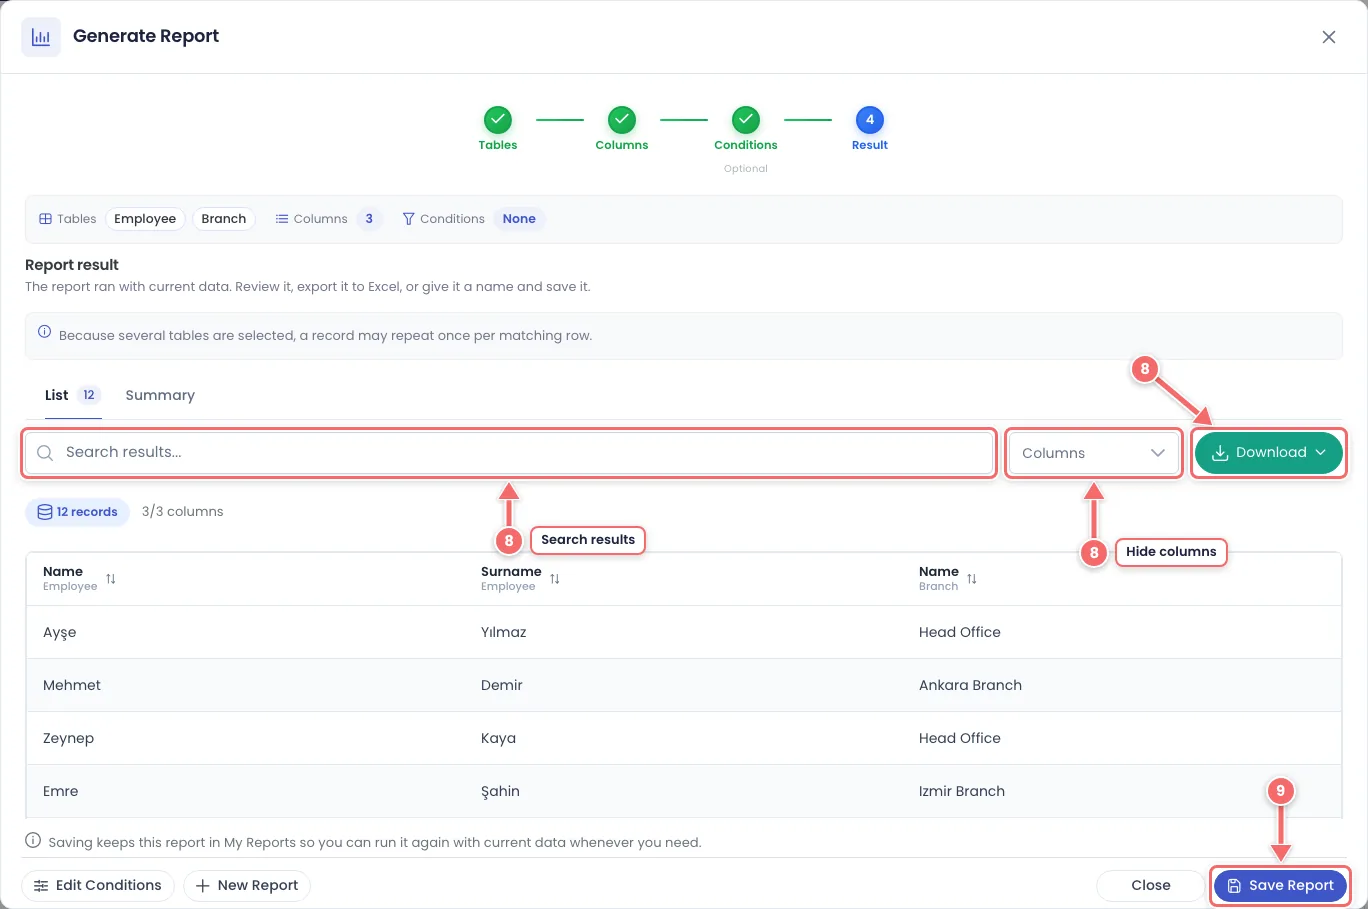 Generate Report
4
Tables
Columns
Conditions
Result
Optional
Tables Employee Branch Columns 3 Conditions None
Report result
The report ran with current data. Review it, export it to Excel, or give it a name and save it.
Because several tables are selected, a record may repeat once per matching row.
8
List 12 Summary
Search results...
Columns
Download
12 records 3/3 columns
8 Search results
8 Hide columns
Name
Employee
Surname
Employee
Name
Branch
Ayşe Yılmaz Head Office
Mehmet Demir Ankara Branch
Zeynep Kaya Head Office
Emre Şahin Izmir Branch
9
Saving keeps this report in My Reports so you can run it again with current data whenever you need.
Edit Conditions
New Report
Close
Save Report